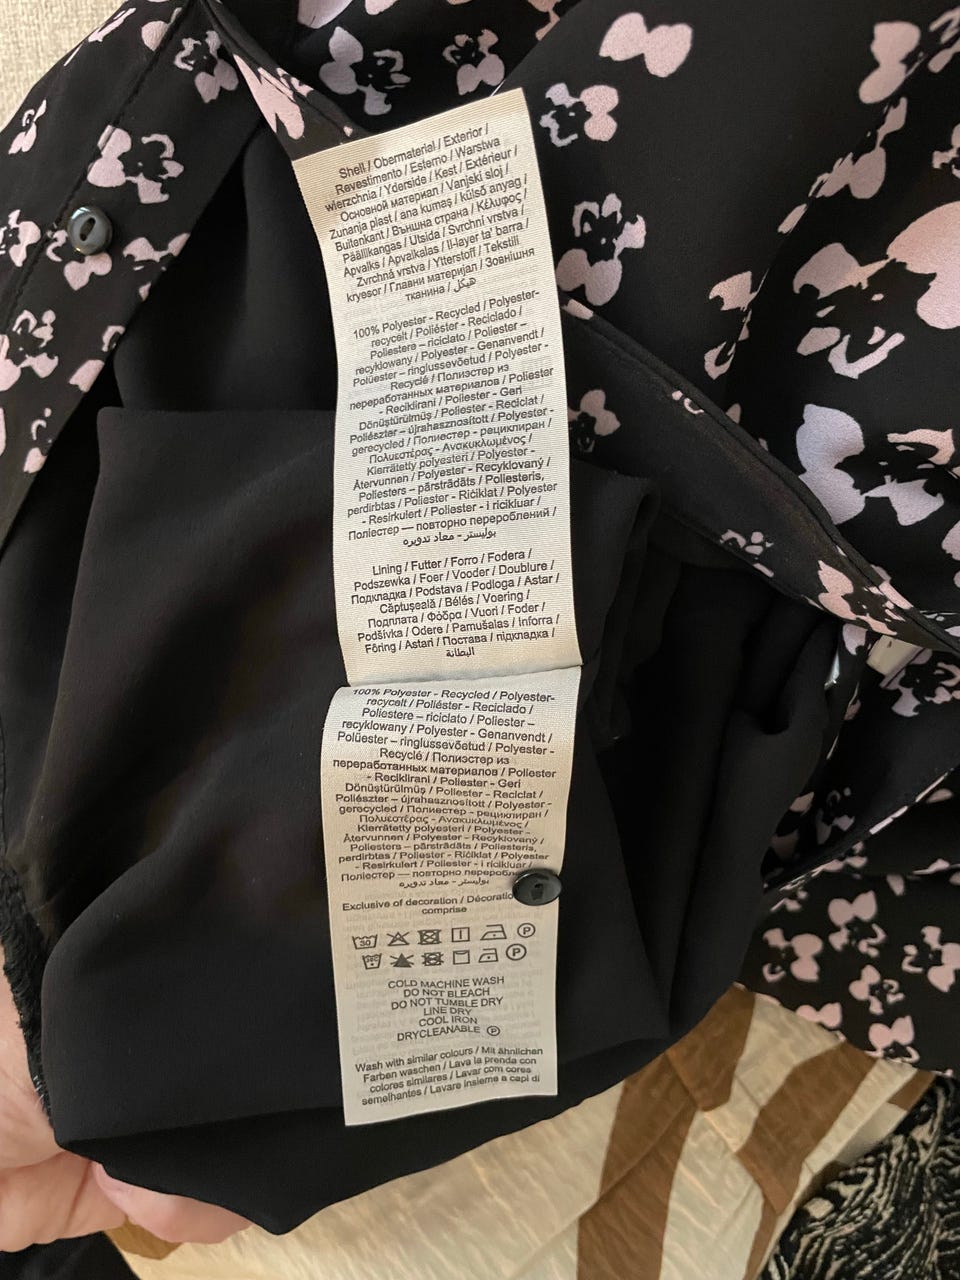 Shell / Obermaterial / Exterior /
Revestimento / Esterno / Warstwa
wierzchnia / Yderside / Kest / Extérieur /
Основной материал / Vanjski sloj /
Zunanja plast / ana kumaş / külső anyag /
Buitenkant / Външна страна / Κέλυφος /
Päällikangas / Utsida / Svrchní vrstva /
Apvalks / Apvalkalas / Il-layer ta' barra /
Zvrchná vrstva / Ytterstoff / Tekstili
kryesor / Главни материјал / Зовнішня
тканина / هيكل
100% Polyester - Recycled / Polyester-
recycelt / Poliéster - Reciclado /
Poliestere – riciclato / Poliester –
recyklowany / Polyester - Genanvendt /
Polüester – ringlussevõetud / Polyester -
Recyclé / Полиэстер из
переработанных материалов / Poliester
- Reciklirani / Poliester - Geri
Dönüştürülmüş / Poliester - Reciclat /
Poliészter – újrahasznosított / Polyester -
gerecycled / Полиестер - рециклиран /
Πολυεστέρας - Ανακυκλωμένος /
Kierrätetty polyesteri / Polyester -
Återvunnen / Polyester - Recyklovaný /
Poliesters – pārstrādāts / Poliesteris,
perdirbtas / Poliester - Riċiklat / Polyester
- Resirkulert / Poliester - i ricikluar /
Поліестер — повторно перероблений /
بوليستر - معاد تدويره
Lining / Futter / Forro / Fodera /
Podszewka / Foer / Vooder / Doublure /
Подкладка / Podstava / Podloga / Astar /
Căptușeală / Bélés / Voering /
Подплата / Φόδρα / Vuori / Foder /
Podšívka / Odere / Pamušalas / Inforra /
Fôring / Astari / Постава / підкладка /
البطانة
100% Polyester - Recycled / Polyester-
recycelt / Poliéster - Reciclado /
Poliestere – riciclato / Poliester –
recyklowany / Polyester - Genanvendt /
Polüester – ringlussevõetud / Polyester -
Recyclé / Полиэстер из
переработанных материалов / Poliester
- Reciklirani / Poliester - Geri
Dönüştürülmüş / Poliester - Reciclat /
Poliészter – újrahasznosított / Polyester -
gerecycled / Полиестер - рециклиран /
Πολυεστέρας - Ανακυκλωμένος /
Kierrätetty polyesteri / Polyester -
Återvunnen / Polyester - Recyklovaný /
Poliesters – pārstrādāts / Poliesteris,
perdirbtas / Poliester - Riċiklat / Polyester
- Resirkulert / Poliester - i ricikluar /
Поліестер — повторно
بوليستر - معاد تدويره
Exclusive of decoration /
comprise
30 P
P
COLD MACHINE WASH
DO NOT BLEACH
DO NOT TUMBLE DRY
LINE DRY
COOL IRON
DRYCLEANABLE P
Wash with similar colours / Mit ähnlichen
Farben waschen / Lava la prenda con
colores similares / Lavar com cores
semelhantes / Lavare insieme a capi di